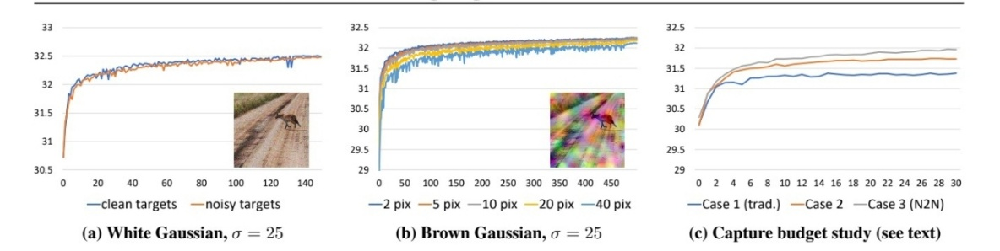 33
32.5
32
31.5
31
30.5
0 20 40 60 80 100 120 140
clean targets noisy targets
(a) White Gaussian, σ = 25
32.5
32
31.5
31
30.5
30
29.5
29
0 50 100 150 200 250 300 350 400 450
2 pix 5 pix 10 pix 20 pix 40 pix
(b) Brown Gaussian, σ = 25
32.5
32
31.5
31
30.5
30
29.5
29
0 2 4 6 8 10 12 14 16 18 20 22 24 26 28 30
Case 1 (trad.) Case 2 Case 3 (N2N)
(c) Capture budget study (see text)